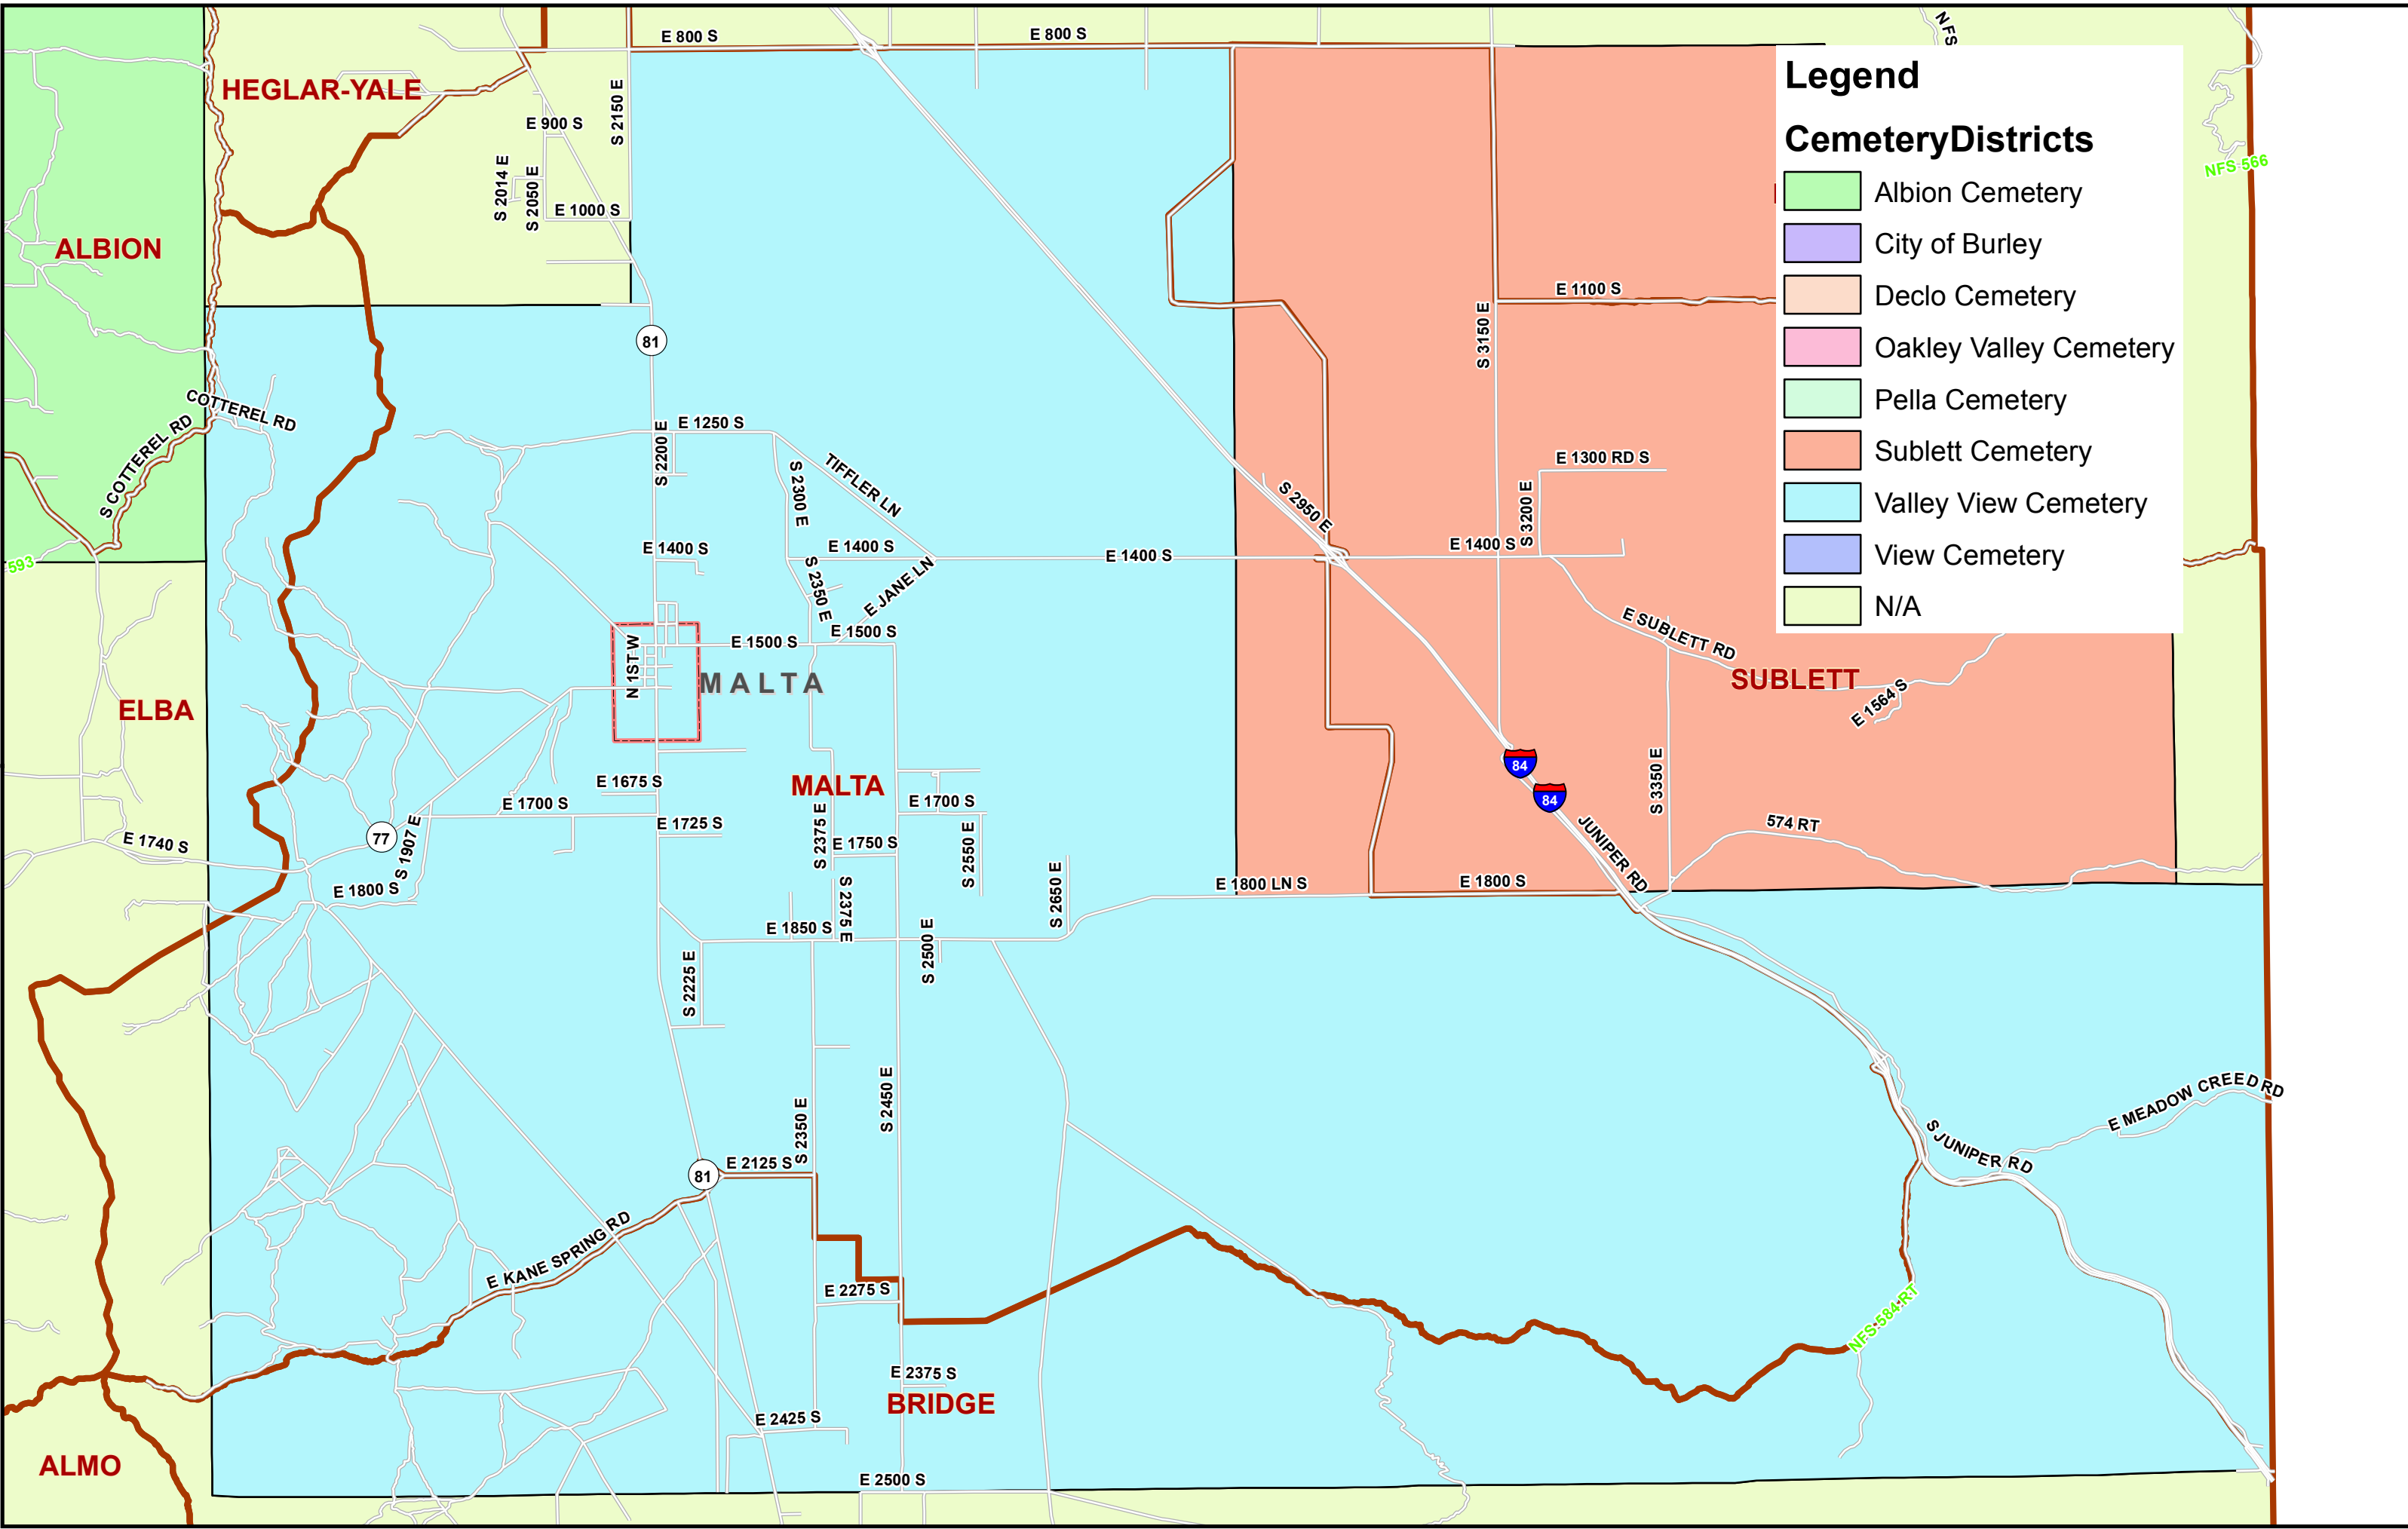 E 800 S
E 800 S
NFS
HEGLAR-YALE
S 2150 E
E 900 S
S 2014 E
S 2050 E
E 1000 S
ALBION
NFS 566
Legend
CemeteryDistricts
Albion Cemetery
City of Burley
Declo Cemetery
Oakley Valley Cemetery
Pella Cemetery
Sublett Cemetery
Valley View Cemetery
View Cemetery
N/A
E 1100 S
S 3150 E
81
COTTEREL RD
S COTTEREL RD
E 1250 S
S 2200 E
S 2300 E
TIFFLER LN
E 1300 RD S
S 2950 E
S 3200 E
593
E 1400 S
E 1400 S
E 1400 S
E 1400 S
S 2350 E
E JANE LN
E 1500 S
E 1500 S
N 1ST W
E SUBLETT RD
MALTA
SUBLETT
E 1564 S
ELBA
MALTA
84
84
S 3350 E
E 1675 S
E 1700 S
E 1700 S
E 1725 S
S 2375 E
E 1750 S
S 2550 E
JUNIPER RD
574 RT
77
S 1907 E
E 1740 S
E 1800 S
S 2375 E
S 2650 E
E 1800 LN S
E 1800 S
E 1850 S
S 2500 E
S 2225 E
S 2350 E
S 2450 E
E MEADOW CREED RD
S JUNIPER RD
81
E 2125 S
E KANE SPRING RD
E 2275 S
NFS 584 RT
E 2375 S
BRIDGE
E 2425 S
ALMO
E 2500 S